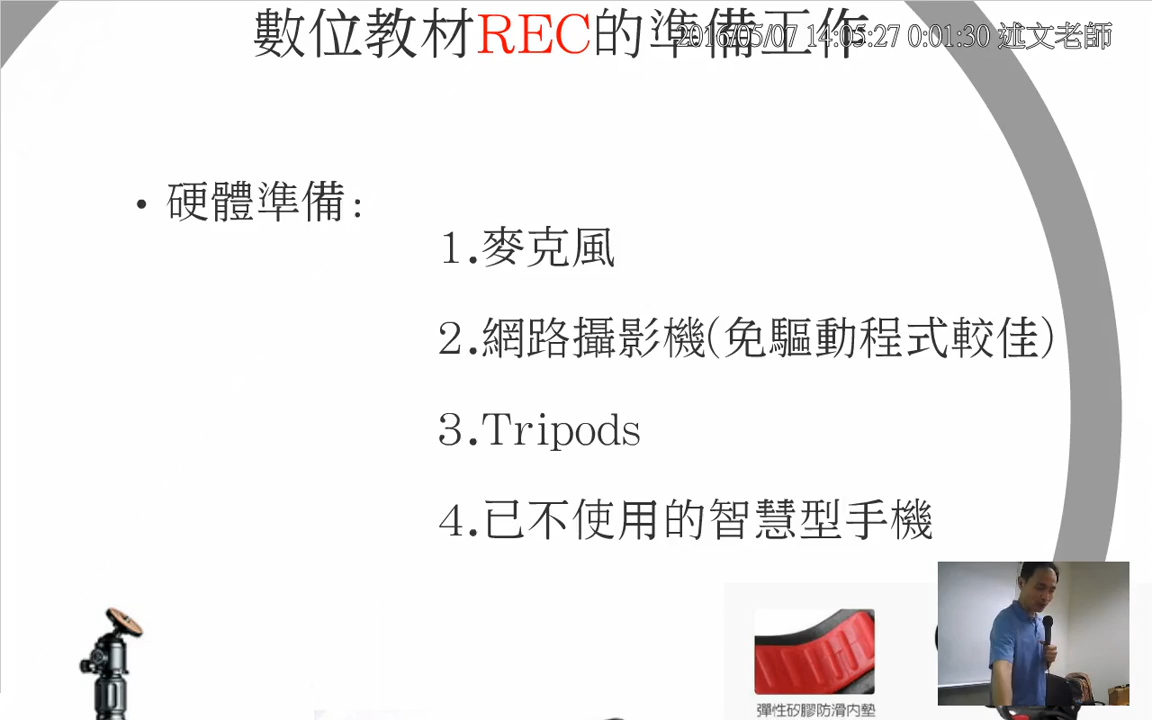 數位教材REC的準備工作
2016/05/07 14:05:27 0:01:30 述文老師
• 硬體準備:
1.麥克風
2.網路攝影機(免驅動程式較佳)
3.Tripods
4.已不使用的智慧型手機
彈性矽膠防滑內墊